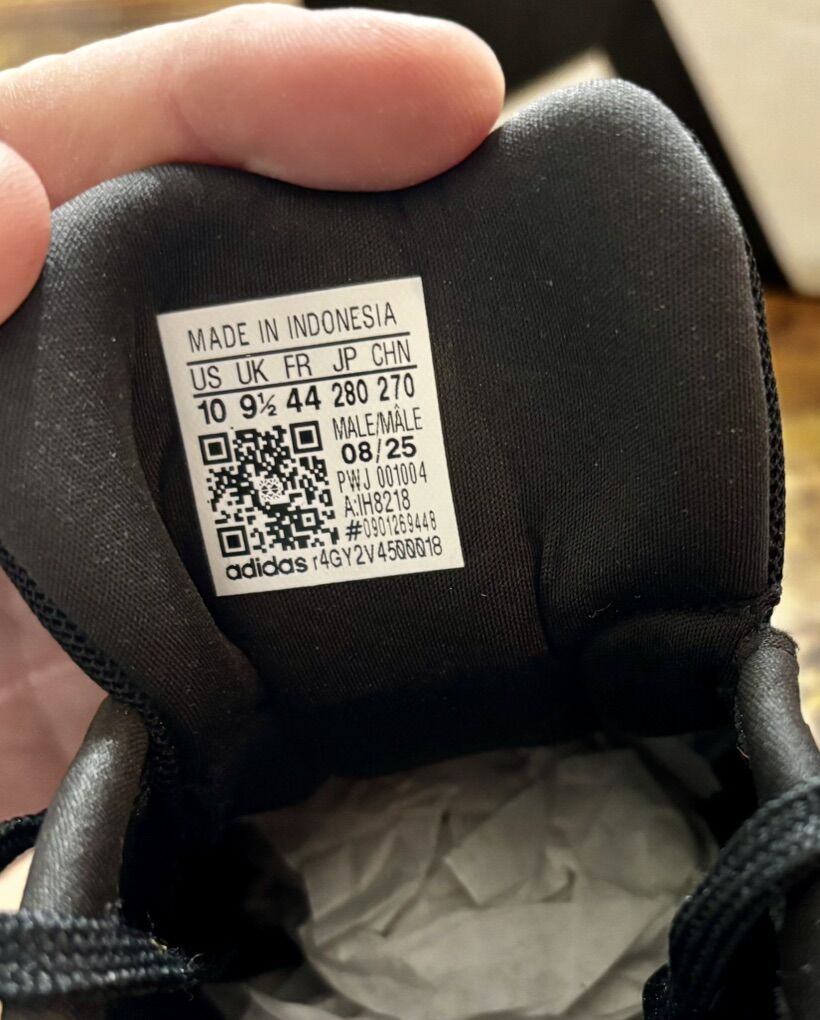 MADE IN INDONESIA
US UK FR JP CHN
10 9½ 44 280 270
MALE/MÂLE
08/25
PWJ 001004
A:IH8218
#0901269448
adidas r4GY2V4500018